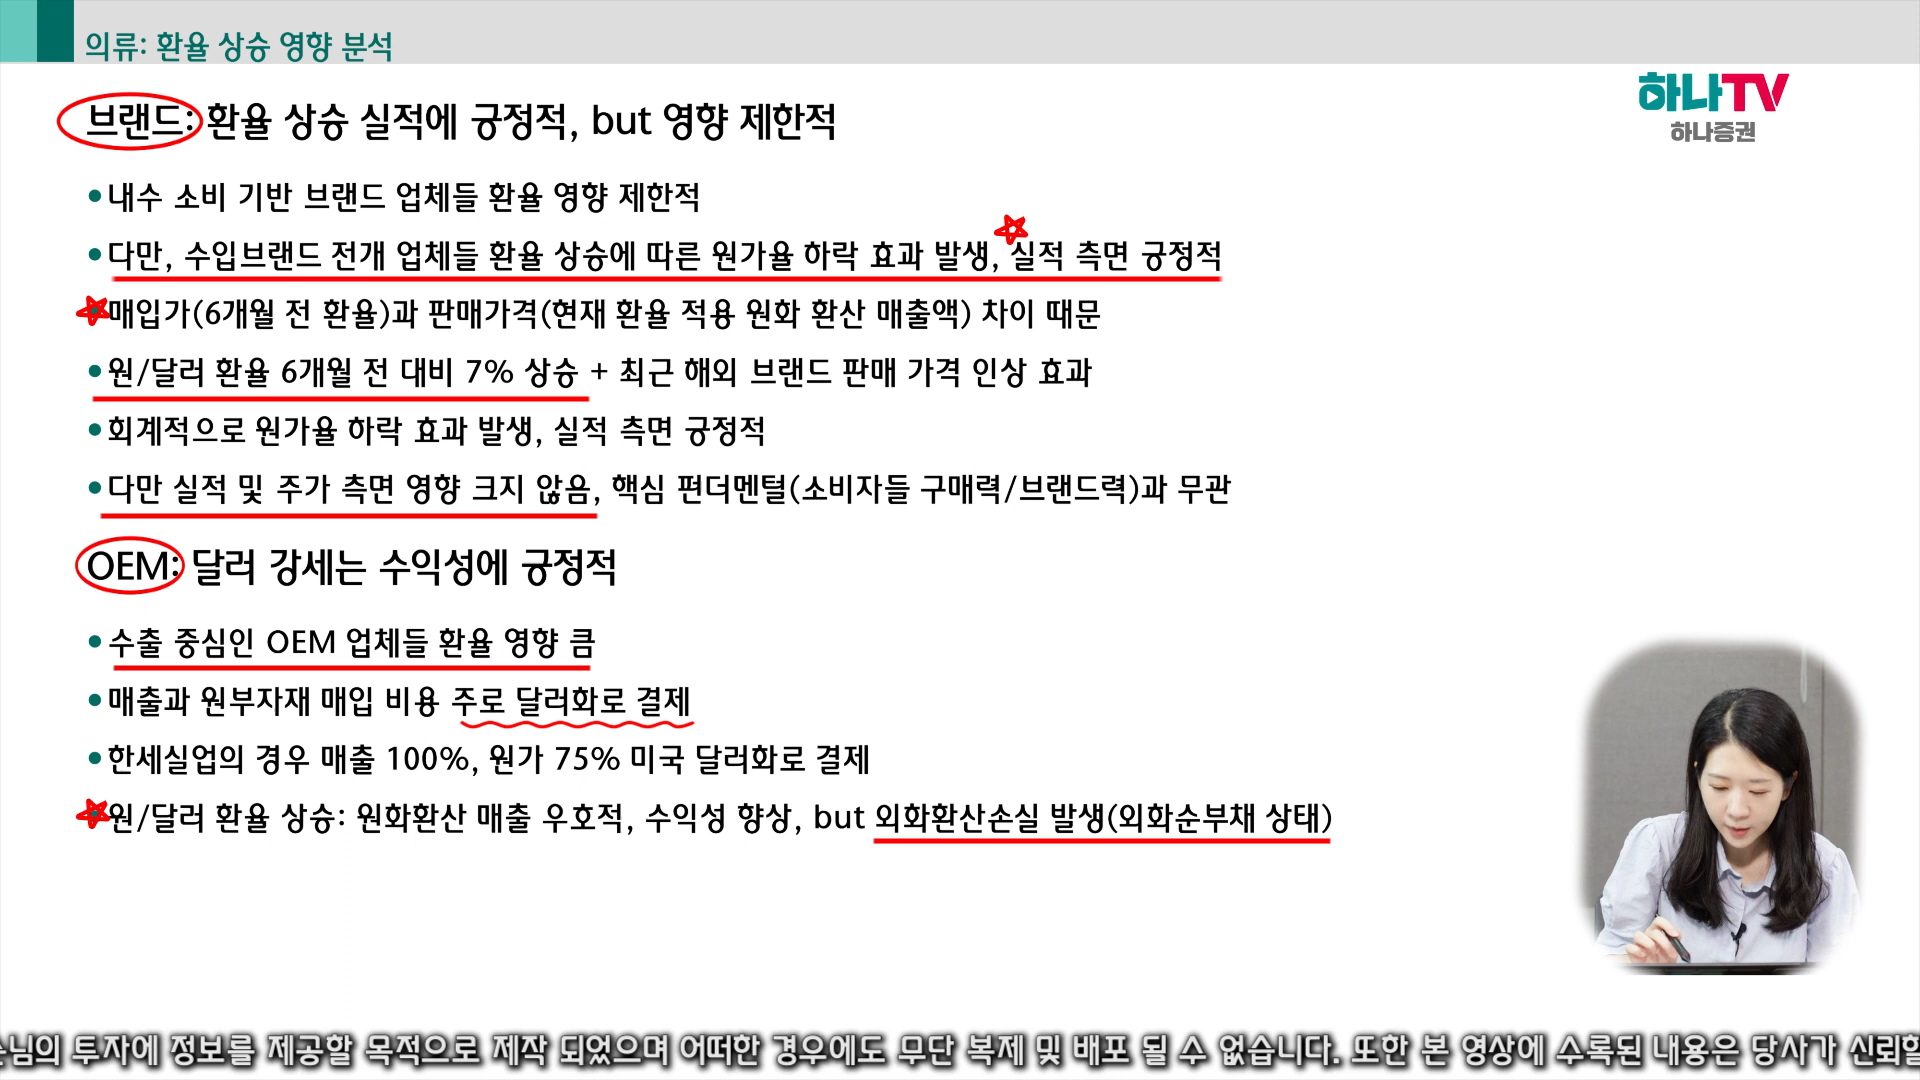 의류: 환율 상승 영향 분석
하나TV
하나증권
브랜드: 환율 상승 실적에 긍정적, but 영향 제한적
내수 소비 기반 브랜드 업체들 환율 영향 제한적
다만, 수입브랜드 전개 업체들 환율 상승에 따른 원가율 하락 효과 발생, 실적 측면 긍정적
매입가(6개월 전 환율)과 판매가격(현재 환율 적용 원화 환산 매출액) 차이 때문
원/달러 환율 6개월 전 대비 7% 상승 + 최근 해외 브랜드 판매 가격 인상 효과
회계적으로 원가율 하락 효과 발생, 실적 측면 긍정적
다만 실적 및 주가 측면 영향 크지 않음, 핵심 펀더멘털(소비자들 구매력/브랜드력)과 무관
OEM: 달러 강세는 수익성에 긍정적
수출 중심인 OEM 업체들 환율 영향 큼
매출과 원부자재 매입 비용 주로 달러화로 결제
한세실업의 경우 매출 100%, 원가 75% 미국 달러화로 결제
원/달러 환율 상승: 원화환산 매출 우호적, 수익성 향상, but 외화환산손실 발생(외화순부채 상태)
님의 투자에 정보를 제공할 목적으로 제작 되었으며 어떠한 경우에도 무단 복제 및 배포 될 수 없습니다. 또한 본 영상에 수록된 내용은 당사가 신뢰할